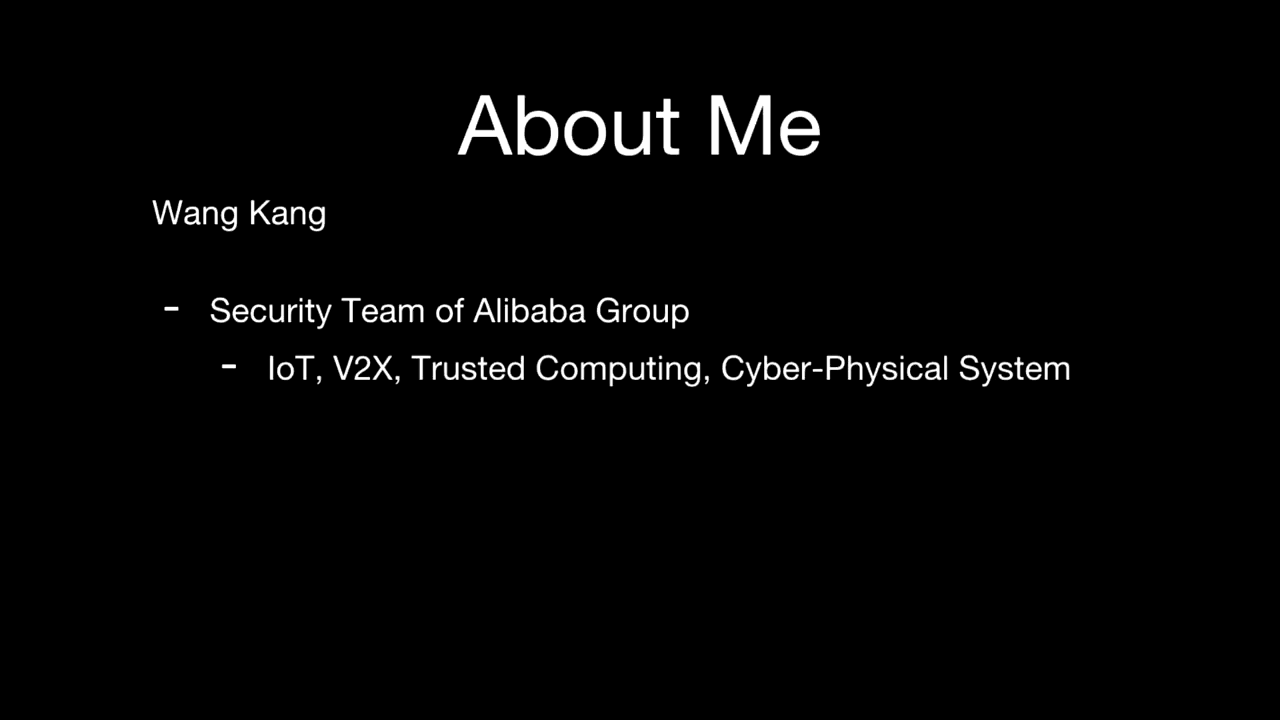 About Me
Wang Kang
- Security Team of Alibaba Group
- IoT, V2X, Trusted Computing, Cyber-Physical System